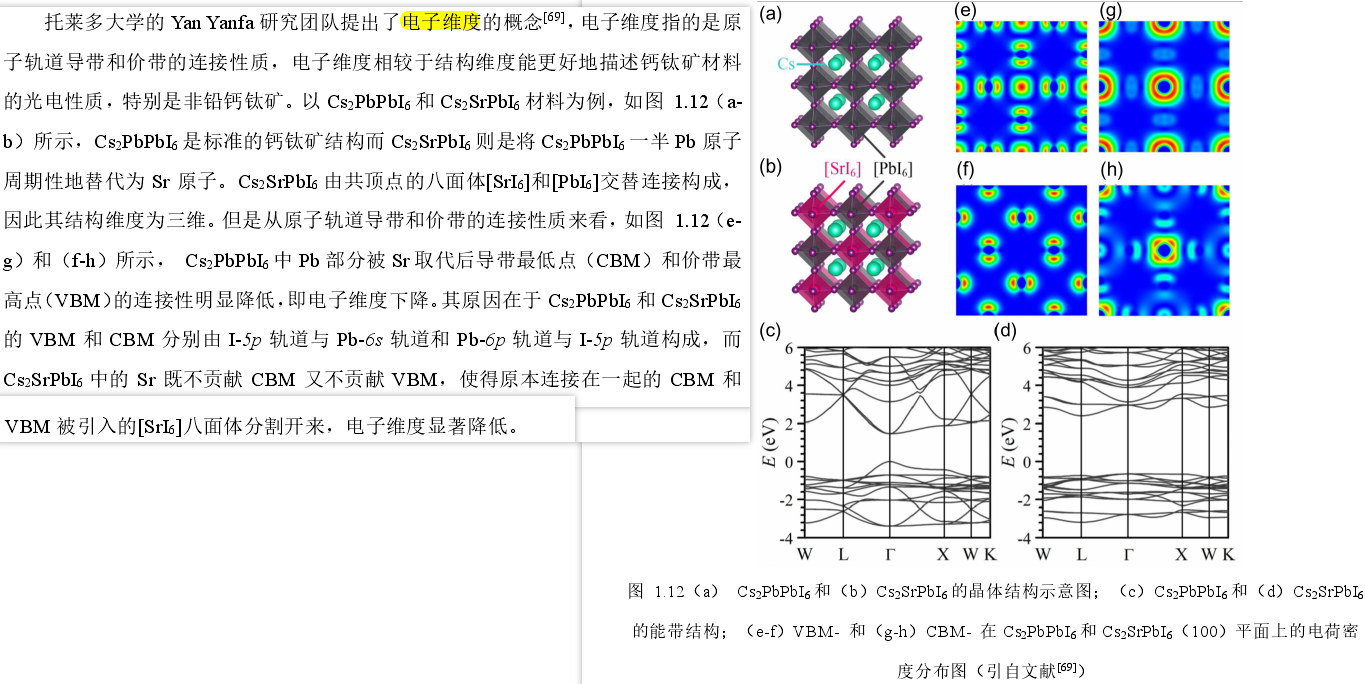 托莱多大学的 Yan Yanfa 研究团队提出了电子维度的概念[69]，电子维度指的是原
子轨道导带和价带的连接性质，电子维度相较于结构维度能更好地描述钙钛矿材料
的光电性质，特别是非铅钙钛矿。以 Cs2PbPbI6 和 Cs2SrPbI6 材料为例，如图 1.12（a-
b）所示，Cs2PbPbI6 是标准的钙钛矿结构而 Cs2SrPbI6 则是将 Cs2PbPbI6 一半 Pb 原子
周期性地替代为 Sr 原子。Cs2SrPbI6 由共顶点的八面体[SrI6]和[PbI6]交替连接构成，
因此其结构维度为三维。但是从原子轨道导带和价带的连接性质来看，如图 1.12（e-
g）和（f-h）所示， Cs2PbPbI6 中 Pb 部分被 Sr 取代后导带最低点（CBM）和价带最
高点（VBM）的连接性明显降低，即电子维度下降。其原因在于 Cs2PbPbI6 和 Cs2SrPbI6
的 VBM 和 CBM 分别由 I-5p 轨道与 Pb-6s 轨道和 Pb-6p 轨道与 I-5p 轨道构成，而
Cs2SrPbI6 中的 Sr 既不贡献 CBM 又不贡献 VBM，使得原本连接在一起的 CBM 和
VBM 被引入的[SrI6]八面体分割开来，电子维度显著降低。
(a)
Cs
(e)
(g)
(b)
[SrI6]
[PbI6]
(f)
(h)
(c)
E (eV)
6
4
2
0
-2
-4
W L Γ X W K
(d)
E (eV)
6
4
2
0
-2
-4
W L Γ X W K
图 1.12（a） Cs2PbPbI6 和（b）Cs2SrPbI6 的晶体结构示意图；（c）Cs2PbPbI6 和（d）Cs2SrPbI6
的能带结构；（e-f）VBM- 和（g-h）CBM- 在 Cs2PbPbI6 和 Cs2SrPbI6（100）平面上的电荷密
度分布图（引自文献[69]）